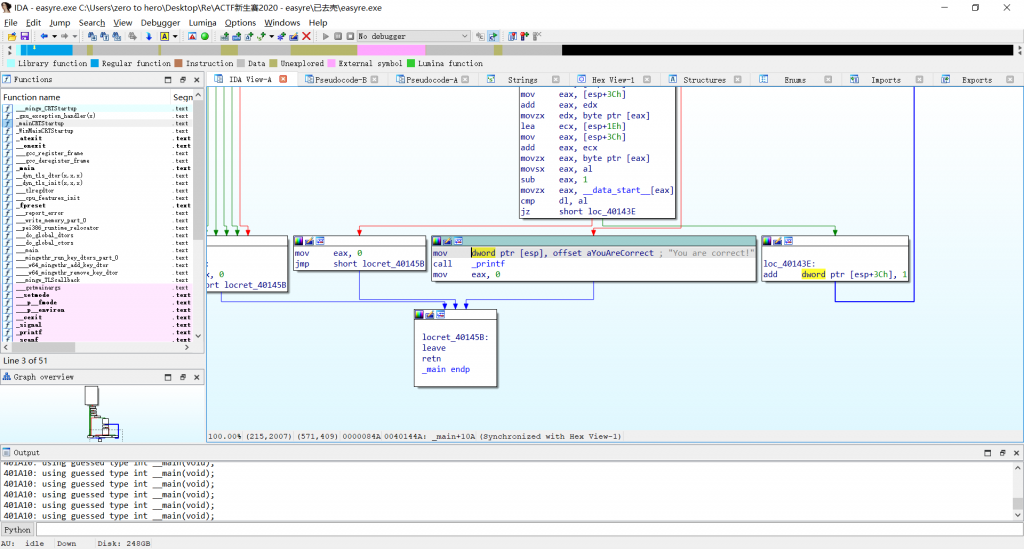 IDA - easyre.exe C:\Users\zero to hero\Desktop\Re\ACTF新生赛2020 - easyre\已去壳\easyre.exe
File Edit Jump Search View Debugger Lumina Options Windows Help
No debugger
Library function Regular function Instruction Data Unexplored External symbol Lumina function
Functions
IDA View-A Pseudocode-B Pseudocode-A Strings Hex View-1 Structures Enums Imports Exports
Function name Segn
___mingw_CRTStartup .text
_gnu_exception_handler(x) .text
_mainCRTStartup .text
_WinMainCRTStartup .text
_atexit .text
__onexit .text
___gcc_register_frame .text
___gcc_deregister_frame .text
_main .text
__dyn_tls_dtor(x,x,x) .text
__dyn_tls_init(x,x,x) .text
___tlregdtor .text
___cpu_features_init .text
_fpreset .text
___report_error .text
___write_memory_part_0 .text
__pei386_runtime_relocator .text
___do_global_dtors .text
___do_global_ctors .text
__main .text
___mingwthr_run_key_dtors_part_0 .text
___w64_mingwthr_add_key_dtor .text
___w64_mingwthr_remove_key_dtor .text
___mingw_TLScallback .text
___getmainargs .text
__setmode .text
___p__fmode .text
___p__environ .text
__cexit .text
_signal .text
_printf .text
_scanf .text
Line 3 of 51
Graph overview
mov eax, [esp+3Ch]
add eax, edx
movzx edx, byte ptr [eax]
lea ecx, [esp+1Eh]
mov eax, [esp+3Ch]
add eax, ecx
movzx eax, byte ptr [eax]
movsx eax, al
sub eax, 1
movzx eax, __data_start__[eax]
cmp dl, al
jz short loc_40143E
x, 0
ort locret_40145B
mov eax, 0
jmp short locret_40145B
mov dword ptr [esp], offset aYouAreCorrect ; "You are correct!"
call _printf
mov eax, 0
loc_40143E:
add dword ptr [esp+3Ch], 1
locret_40145B:
leave
retn
_main endp
100.00% (215,2007) (571,409) 0000084A 0040144A: _main+10A (Synchronized with Hex View-1)
Output
401A10: using guessed type int __main(void);
401A10: using guessed type int __main(void);
401A10: using guessed type int __main(void);
401A10: using guessed type int __main(void);
401A10: using guessed type int __main(void);
401A10: using guessed type int __main(void);
Python
AU: idle Down Disk: 248GB